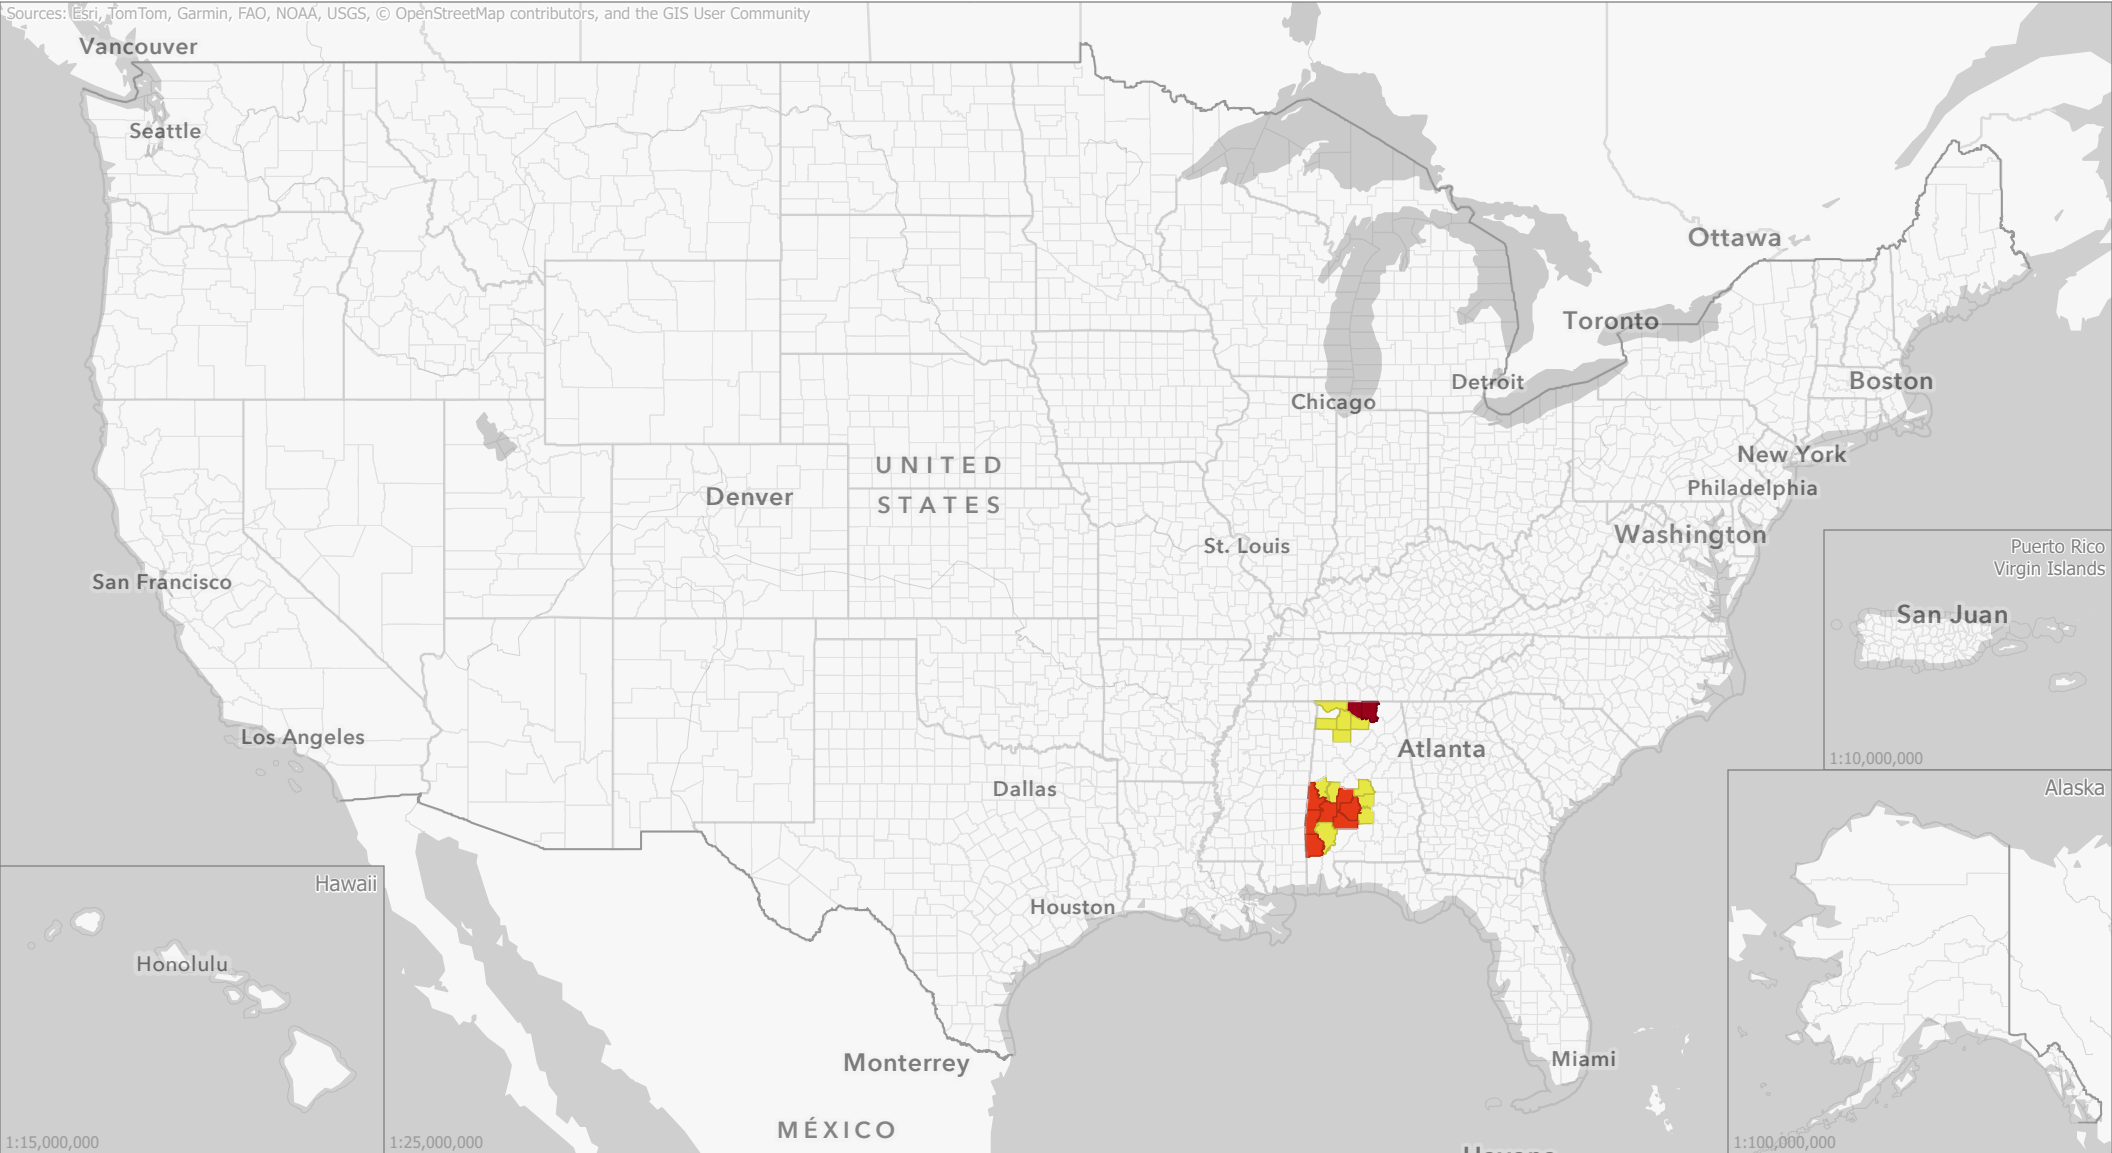 Sources: Esri, TomTom, Garmin, FAO, NOAA, USGS, © OpenStreetMap contributors, and the GIS User Community
Vancouver
Seattle
Ottawa
Toronto
Detroit
Boston
Chicago
New York
UNITED
STATES
Denver
Philadelphia
Washington
St. Louis
San Francisco
Puerto Rico
Virgin Islands
San Juan
Los Angeles
Atlanta
1:10,000,000
Dallas
Alaska
Hawaii
Houston
Honolulu
Monterrey
Miami
MÉXICO
1:15,000,000
1:25,000,000
1:100,000,000